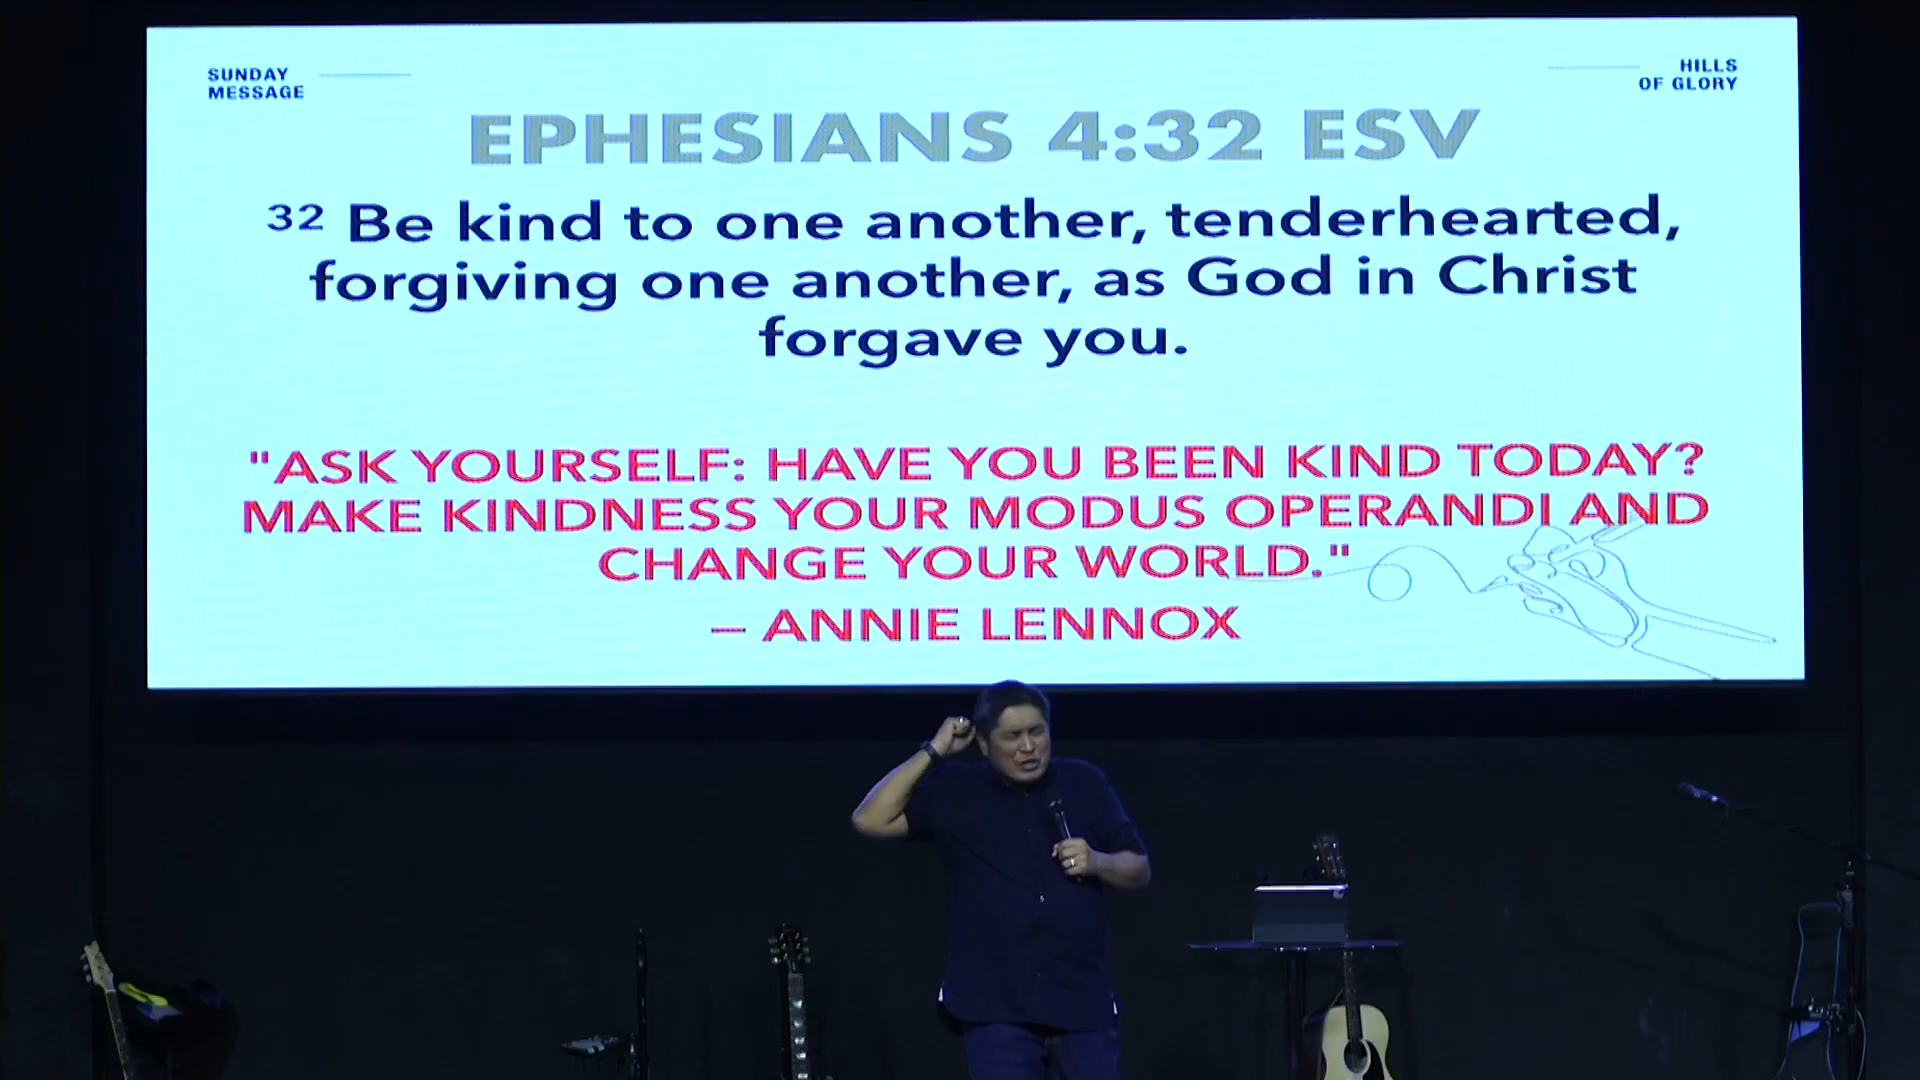 SUNDAY
MESSAGE
HILLS
OF GLORY
EPHESIANS 4:32 ESV
³² Be kind to one another, tenderhearted,
forgiving one another, as God in Christ
forgave you.
"ASK YOURSELF: HAVE YOU BEEN KIND TODAY?
MAKE KINDNESS YOUR MODUS OPERANDI AND
CHANGE YOUR WORLD."
– ANNIE LENNOX